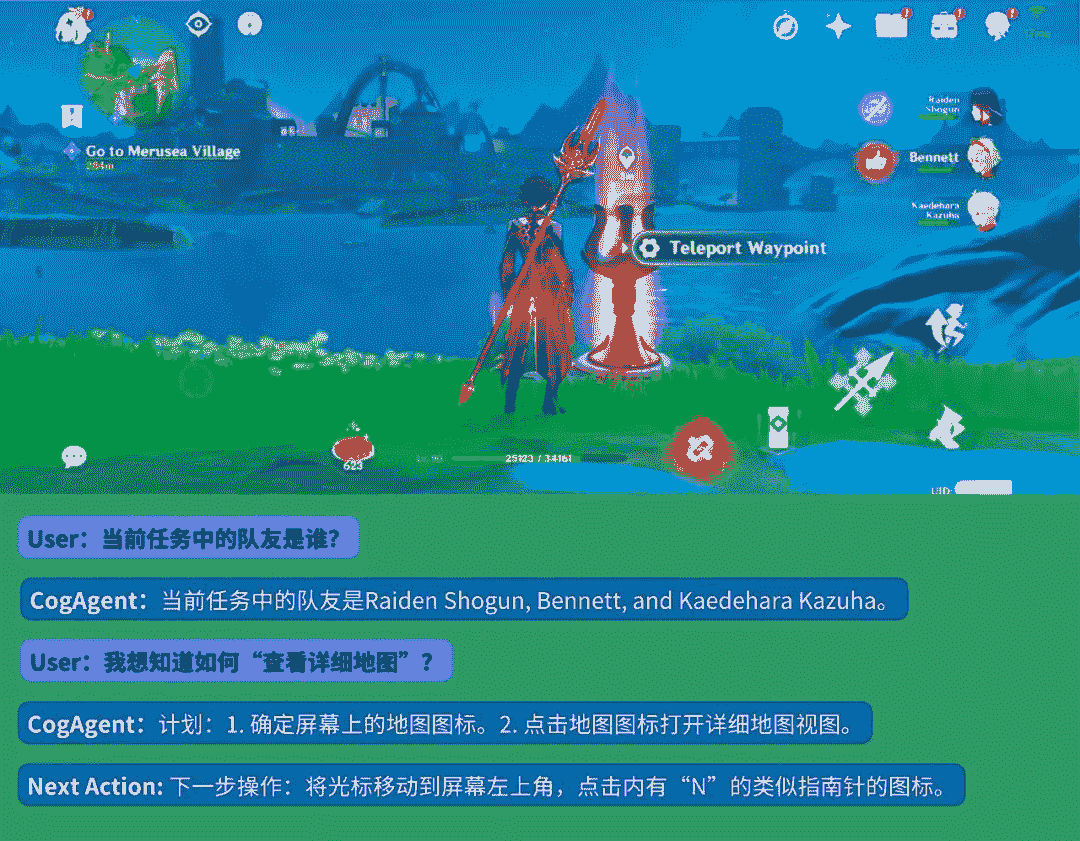 Go to Merusea Village
284m
Raiden
Shogun
Bennett
Kaedehara
Kazuha
Teleport Waypoint
623
25123 / 34161
UID:
User：当前任务中的队友是谁？
CogAgent：当前任务中的队友是Raiden Shogun, Bennett, and Kaedehara Kazuha。
User：我想知道如何“查看详细地图”？
CogAgent：计划：1. 确定屏幕上的地图图标。2. 点击地图图标打开详细地图视图。
Next Action: 下一步操作：将光标移动到屏幕左上角，点击内有“N”的类似指南针的图标。